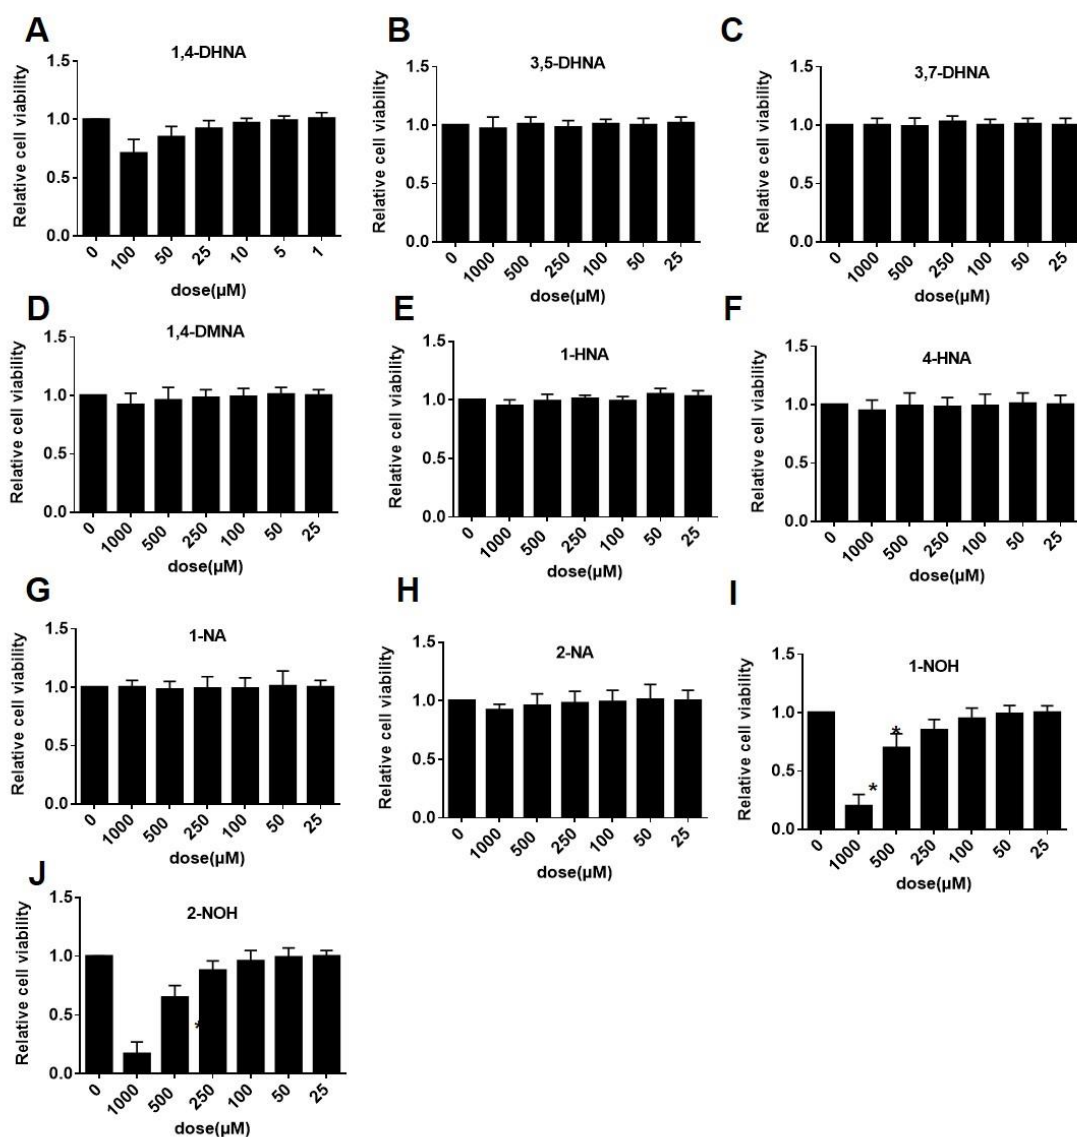 A
1,4-DHNA
Relative cell viability
1.5
1.0
0.5
0.0
0 100 50 25 10 5 1
dose(µM)
B
3,5-DHNA
Relative cell viability
1.5
1.0
0.5
0.0
0 1000 500 250 100 50 25
dose(µM)
C
3,7-DHNA
Relative cell viability
1.5
1.0
0.5
0.0
0 1000 500 250 100 50 25
dose(µM)
D
1,4-DMNA
Relative cell viability
1.5
1.0
0.5
0.0
0 1000 500 250 100 50 25
dose(µM)
E
1-HNA
Relative cell viability
1.5
1.0
0.5
0.0
0 1000 500 250 100 50 25
dose(µM)
F
4-HNA
Relative cell viability
1.5
1.0
0.5
0.0
0 1000 500 250 100 50 25
dose(µM)
G
1-NA
Relative cell viability
1.5
1.0
0.5
0.0
0 1000 500 250 100 50 25
dose(µM)
H
2-NA
Relative cell viability
1.5
1.0
0.5
0.0
0 1000 500 250 100 50 25
dose(µM)
I
1-NOH
Relative cell viability
1.5
1.0
0.5
0.0
*
*
0 1000 500 250 100 50 25
dose(µM)
J
2-NOH
Relative cell viability
1.5
1.0
0.5
0.0
*
0 1000 500 250 100 50 25
dose(µM)